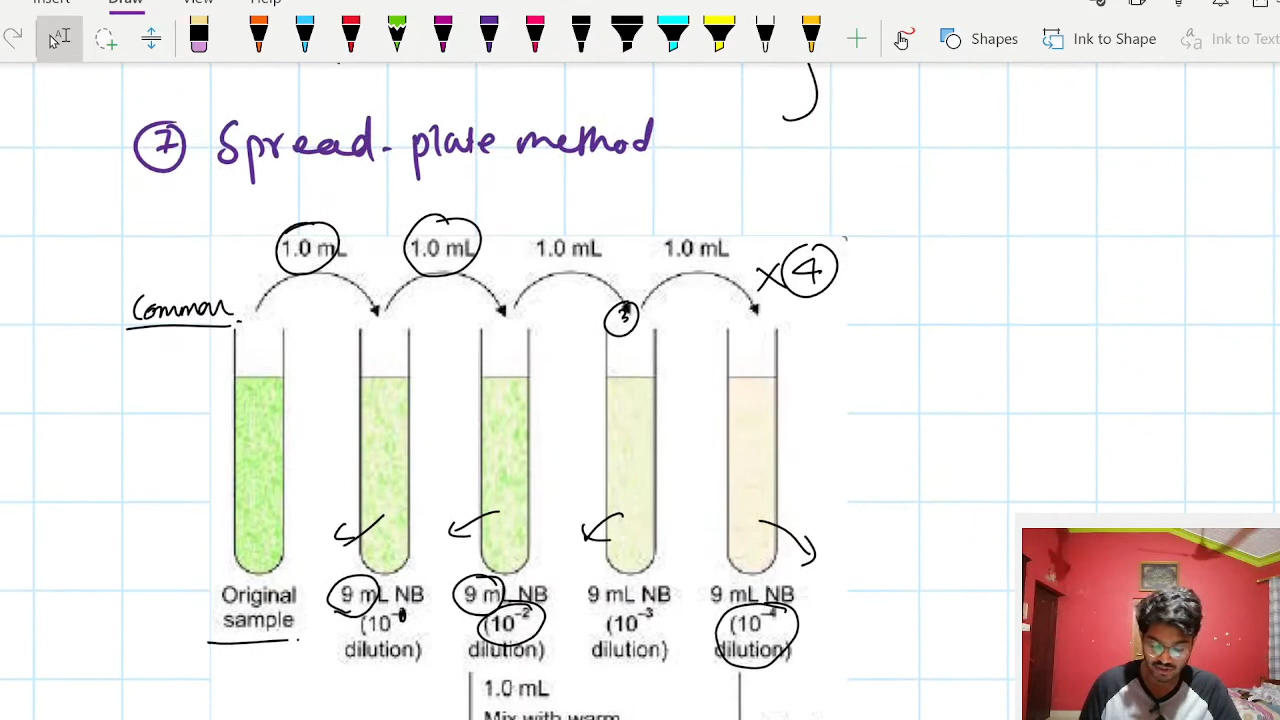 Insert Draw View Help
Shapes Ink to Shape Ink to Text
7 Spread-plate method
1.0 mL 1.0 mL 1.0 mL 1.0 mL ×4
Common
3
Original sample
9 mL NB (10 dilution)
9 mL NB (10⁻² dilution)
9 mL NB (10⁻³ dilution)
9 mL NB (10⁻⁴ dilution)
1.0 mL
Mix with warm